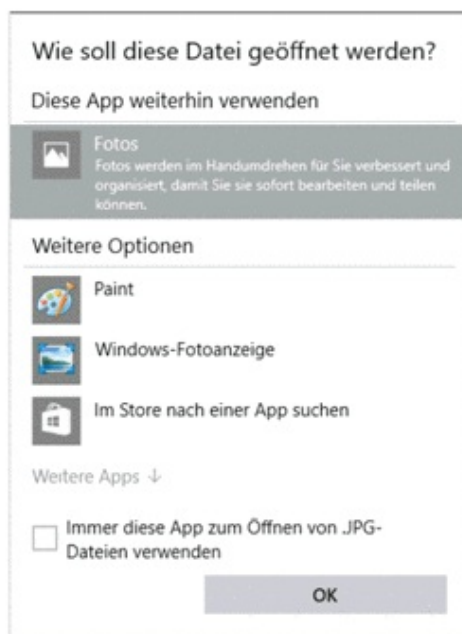 Wie soll diese Datei geöffnet werden?
Diese App weiterhin verwenden
Fotos
Fotos werden im Handumdrehen für Sie verbessert und
organisiert, damit Sie sie sofort bearbeiten und teilen
können.
Weitere Optionen
Paint
Windows-Fotoanzeige
Im Store nach einer App suchen
Weitere Apps ↓
Immer diese App zum Öffnen von .JPG-
Dateien verwenden
OK